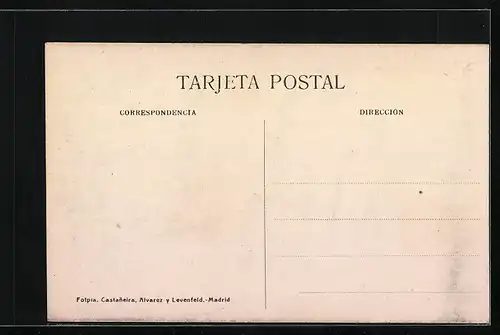 TARJETA POSTAL
CORRESPONDENCIA
DIRECCIÓN
Fotpia. Castañeira, Alvarez y Levenfeld.-Madrid